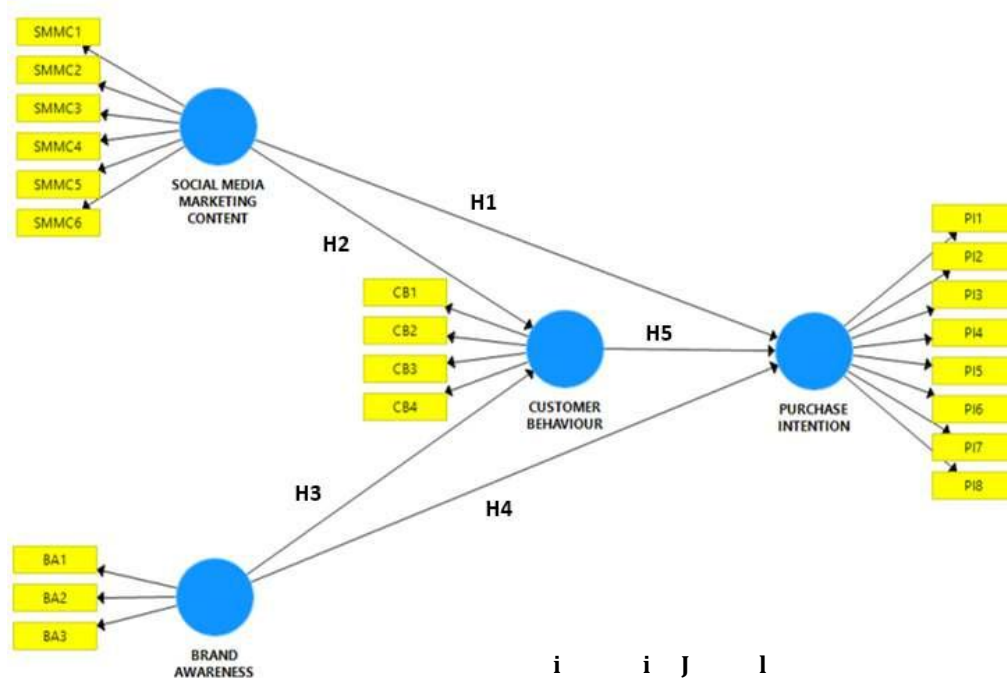 SMMC1
SMMC2
SMMC3
SMMC4
SMMC5
SMMC6
SOCIAL MEDIA
MARKETING
CONTENT
H1
H2
CB1
CB2
CB3
CB4
CUSTOMER
BEHAVIOUR
H5
PI1
PI2
PI3
PI4
PI5
PI6
PI7
PI8
PURCHASE
INTENTION
H3
H4
BA1
BA2
BA3
BRAND
AWARENESS
i i J l